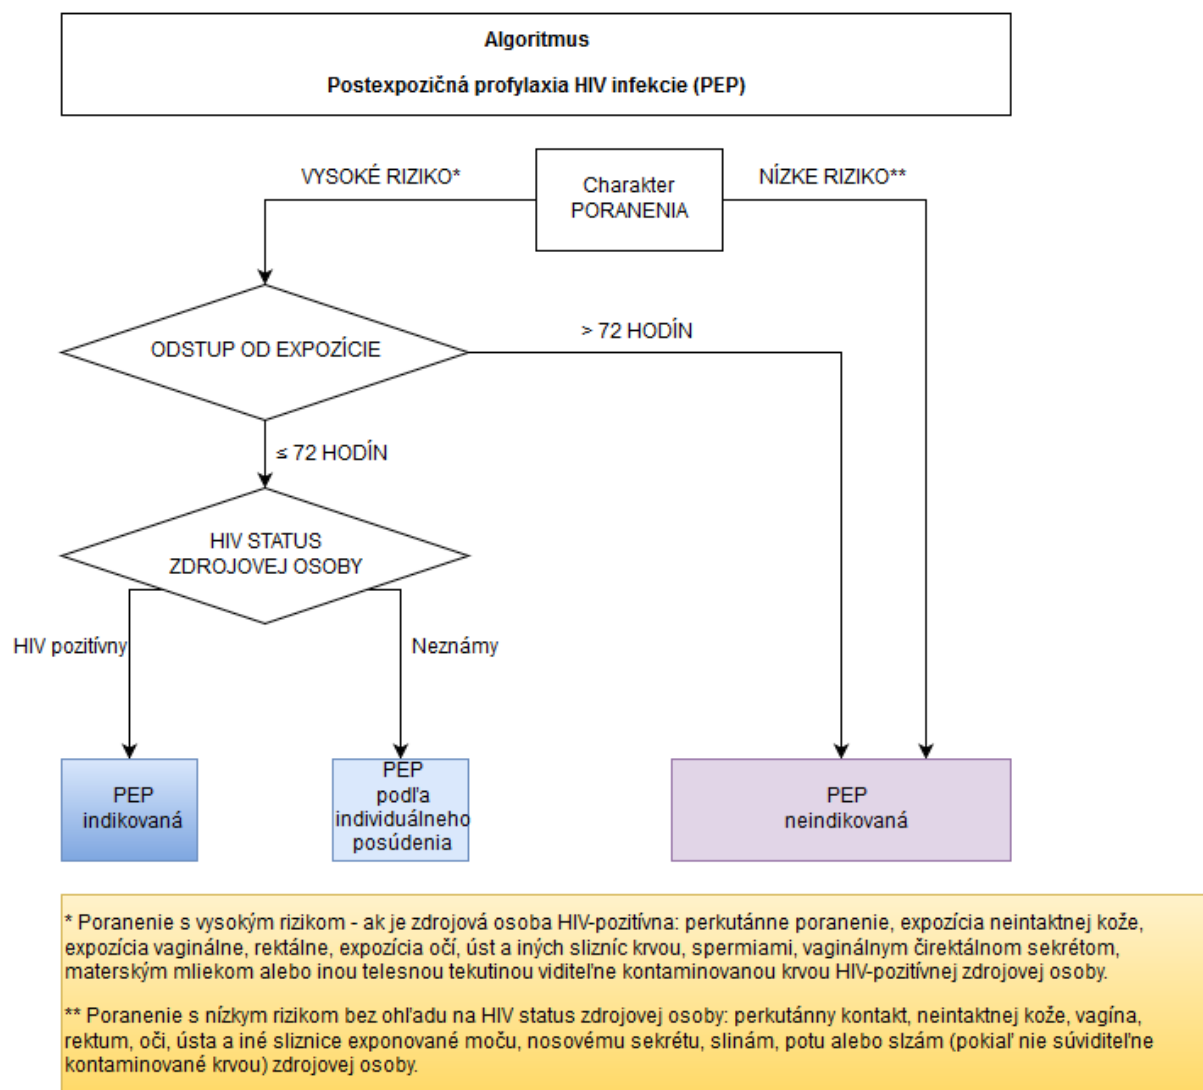 Algoritmus
Postexpozičná profylaxia HIV infekcie (PEP)
VYSOKÉ RIZIKO*
Charakter
PORANENIA
NÍZKE RIZIKO**
ODSTUP OD EXPOZÍCIE
> 72 HODÍN
≤ 72 HODÍN
HIV STATUS
ZDROJOVEJ OSOBY
HIV pozitívny
Neznámy
PEP
indikovaná
PEP
podľa
individuálneho
posúdenia
PEP
neindikovaná
* Poranenie s vysokým rizikom - ak je zdrojová osoba HIV-pozitívna: perkutánne poranenie, expozícia neintaktnej kože,
expozícia vaginálne, rektálne, expozícia očí, úst a iných slizníc krvou, spermiami, vaginálnym čirektálnom sekrétom,
materským mliekom alebo inou telesnou tekutinou viditeľne kontaminovanou krvou HIV-pozitívnej zdrojovej osoby.
** Poranenie s nízkym rizikom bez ohľadu na HIV status zdrojovej osoby: perkutánny kontakt, neintaktnej kože, vagína,
rektum, oči, ústa a iné sliznice exponované moču, nosovému sekrétu, slinám, potu alebo slzám (pokiaľ nie súviditeľne
kontaminované krvou) zdrojovej osoby.